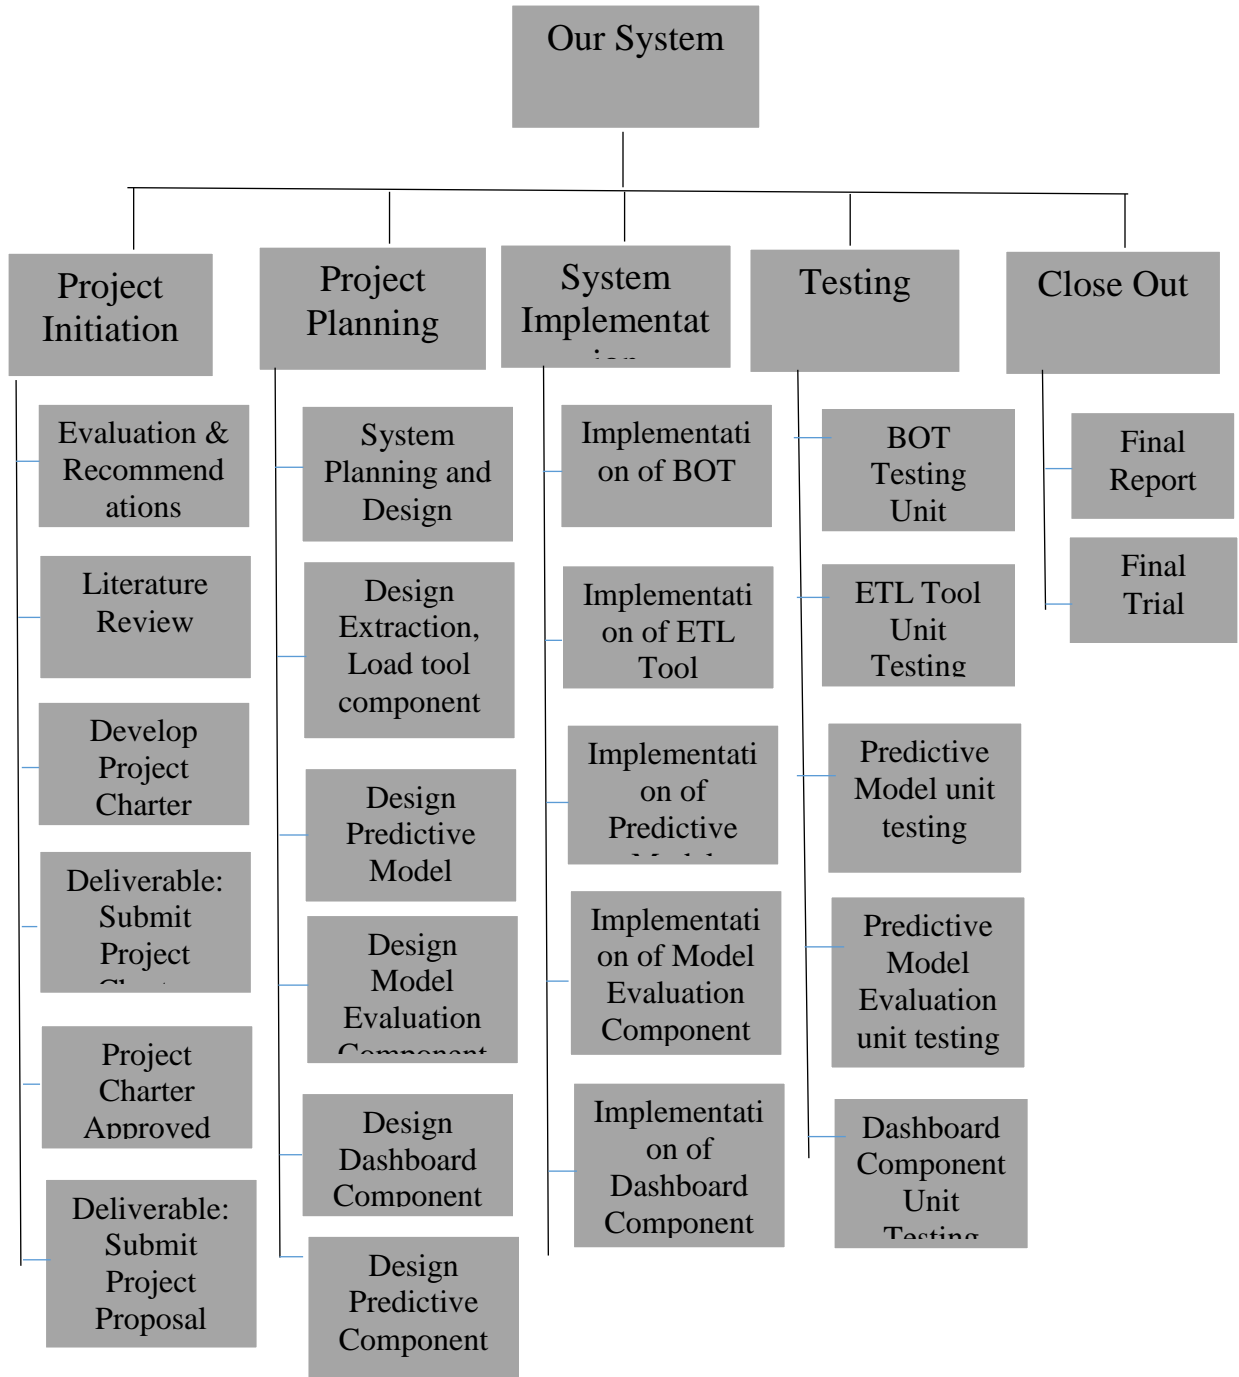 Our System
Project
Initiation
Project
Planning
System
Implementat
ion
Testing
Close Out
Evaluation &
Recommend
ations
Literature
Review
Develop
Project
Charter
Deliverable:
Submit
Project
Charter
Project
Charter
Approved
Deliverable:
Submit
Project
Proposal
System
Planning and
Design
Design
Extraction,
Load tool
component
Design
Predictive
Model
Design
Model
Evaluation
Component
Design
Dashboard
Component
Design
Predictive
Component
Implementati
on of BOT
Implementati
on of ETL
Tool
Implementati
on of
Predictive
Model
Implementati
on of Model
Evaluation
Component
Implementati
on of
Dashboard
Component
BOT
Testing
Unit
ETL Tool
Unit
Testing
Predictive
Model unit
testing
Predictive
Model
Evaluation
unit testing
Dashboard
Component
Unit
Testing
Final
Report
Final
Trial